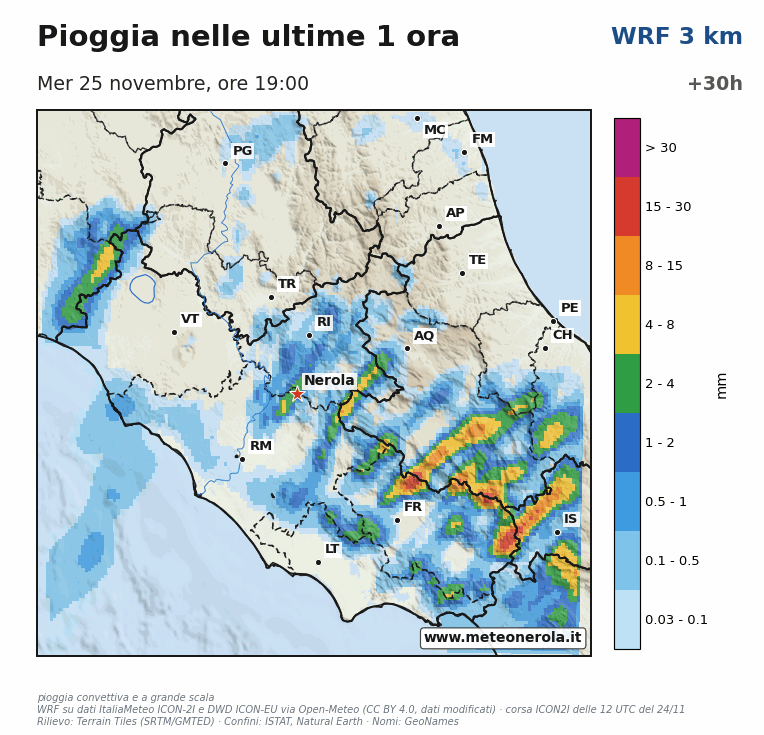 Pioggia nelle ultime 1 ora
WRF 3 km
Mer 25 novembre, ore 19:00
+30h
MC
FM
PG
AP
TE
TR
PE
VT
RI
CH
AQ
Nerola
RM
FR
IS
LT
www.meteonerola.it
> 30
15 - 30
8 - 15
4 - 8
2 - 4
1 - 2
0.5 - 1
0.1 - 0.5
0.03 - 0.1
mm
pioggia convettiva e a grande scala
WRF su dati ItaliaMeteo ICON-2I e DWD ICON-EU via Open-Meteo (CC BY 4.0, dati modificati) · corsa ICON2I delle 12 UTC del 24/11
Rilievo: Terrain Tiles (SRTM/GMTED) · Confini: ISTAT, Natural Earth · Nomi: GeoNames